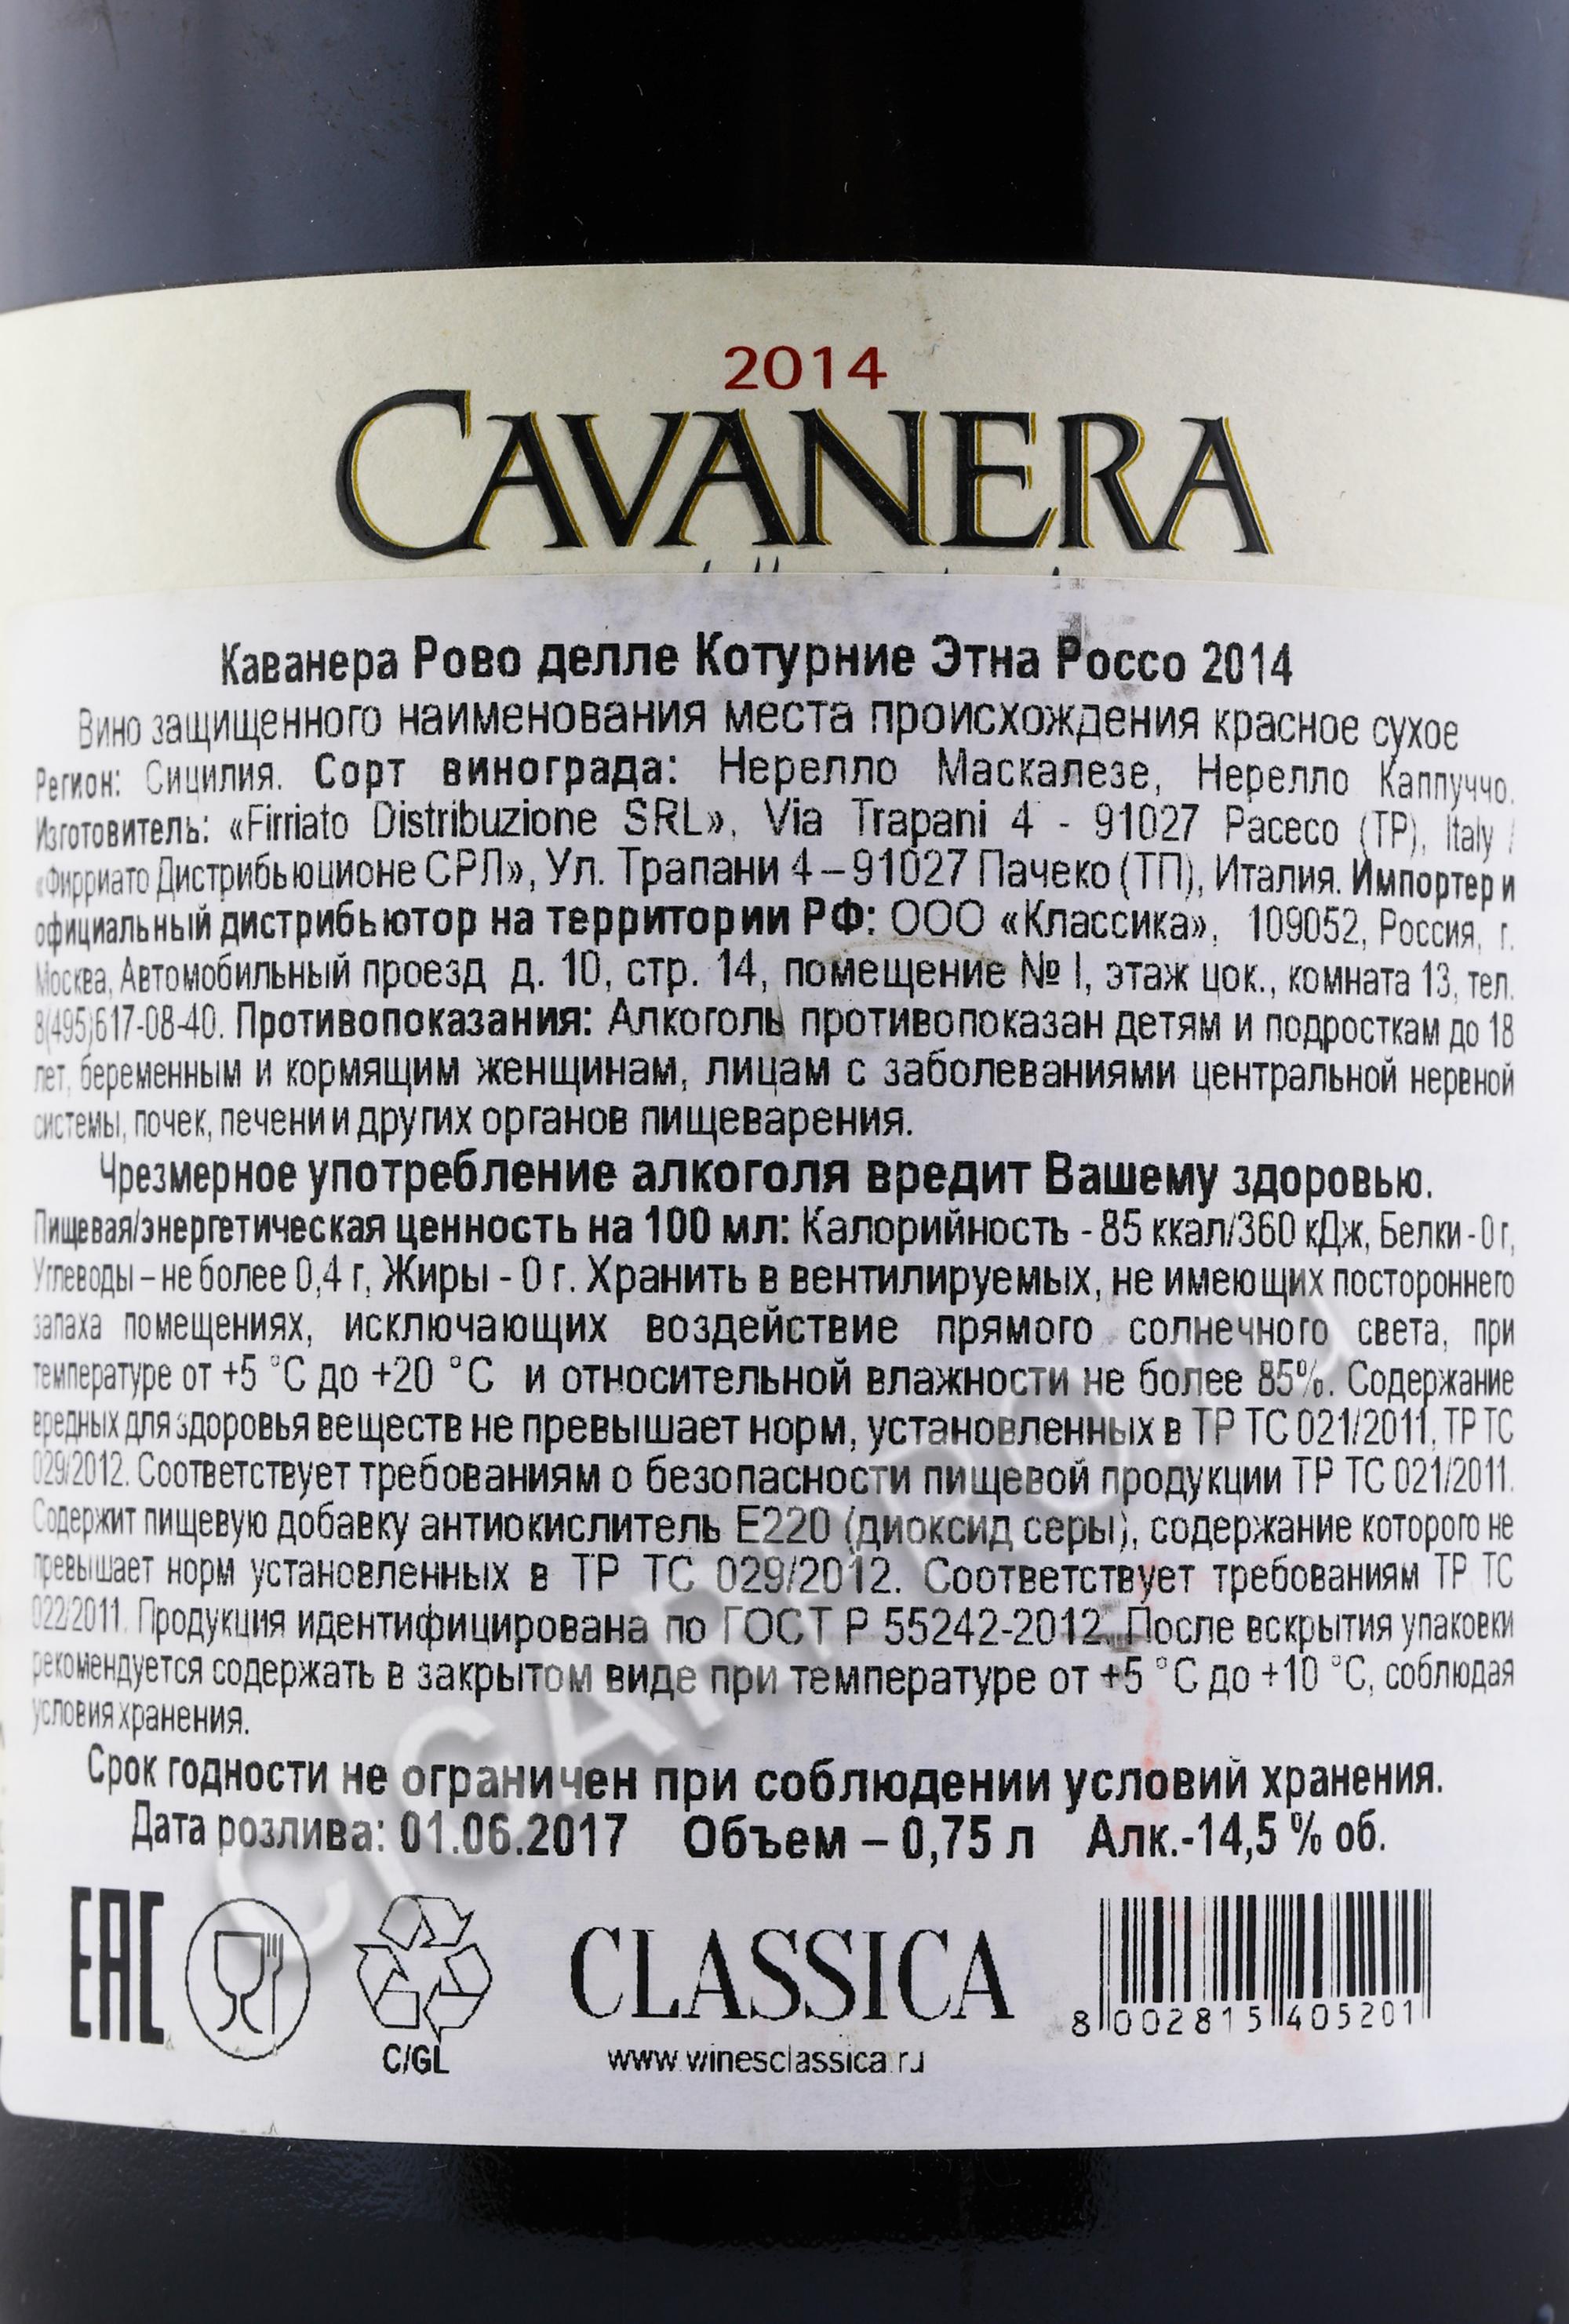 2014
CAVANERA
Каванера Рово делле Котурние Этна Россо 2014
Вино защищенного наименования места происхождения красное сухое
Регион: Сицилия. Сорт винограда: Нерелло Маскалезе, Нерелло Каппуччо.
Изготовитель: «Firriato Distribuzione SRL», Via Trapani 4 - 91027 Paceco (TP), Italy /
«Фирриато Дистрибьюционе СРЛ», Ул. Трапани 4 – 91027 Пачеко (ТП), Италия. Импортер и
официальный дистрибьютор на территории РФ: ООО «Классика», 109052, Россия, г.
Москва, Автомобильный проезд д. 10, стр. 14, помещение № I, этаж цок., комната 13, тел.
8(495)617-08-40. Противопоказания: Алкоголь противопоказан детям и подросткам до 18
лет, беременным и кормящим женщинам, лицам с заболеваниями центральной нервной
системы, почек, печени и других органов пищеварения.
Чрезмерное употребление алкоголя вредит Вашему здоровью.
Пищевая/энергетическая ценность на 100 мл: Калорийность - 85 ккал/360 кДж, Белки - 0 г,
Углеводы – не более 0,4 г, Жиры - 0 г. Хранить в вентилируемых, не имеющих постороннего
запаха помещениях, исключающих воздействие прямого солнечного света, при
температуре от +5 °С до +20 °С и относительной влажности не более 85%. Содержание
вредных для здоровья веществ не превышает норм, установленных в ТР ТС 021/2011, ТР ТС
029/2012. Соответствует требованиям о безопасности пищевой продукции ТР ТС 021/2011.
Содержит пищевую добавку антиокислитель Е220 (диоксид серы), содержание которого не
превышает норм установленных в ТР ТС 029/2012. Соответствует требованиям ТР ТС
022/2011. Продукция идентифицирована по ГОСТ Р 55242-2012. После вскрытия упаковки
рекомендуется содержать в закрытом виде при температуре от +5 °С до +10 °С, соблюдая
условия хранения.
Срок годности не ограничен при соблюдении условий хранения.
Дата розлива: 01.06.2017 Объем – 0,75 л Алк.-14,5 % об.
EAC
C/GL
CLASSICA
www.winesclassica.ru
8 002815 405201
CIGARPRO.ru